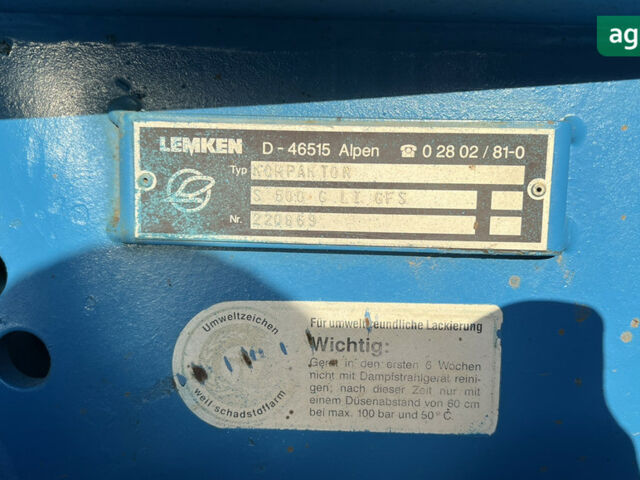 ag
LEMKEN D - 46515 Alpen ☎ 0 28 02 / 81-0
Typ KOMPAKTOR
S 500 G LT GFS
Nr. 220669
Umweltzeichen
weil schadstoffarm
Für umweltfreundliche Lackierung
Wichtig:
Gerät in den ersten 6 Wochen
nicht mit Dampfstrahlgerät reini-
gen; nach dieser Zeit nur mit
einem Düsenabstand von 60 cm
bei max. 100 bar und 50° C.